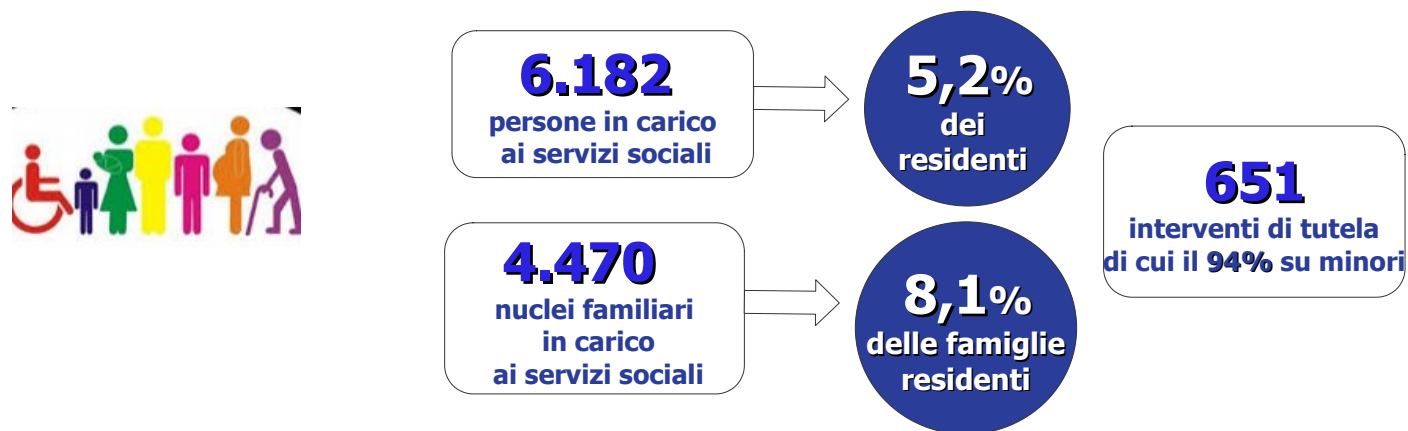 6.182
persone in carico
ai servizi sociali
5,2%
dei
residenti
4.470
nuclei familiari
in carico
ai servizi sociali
8,1%
delle famiglie
residenti
651
interventi di tutela
di cui il 94% su minori